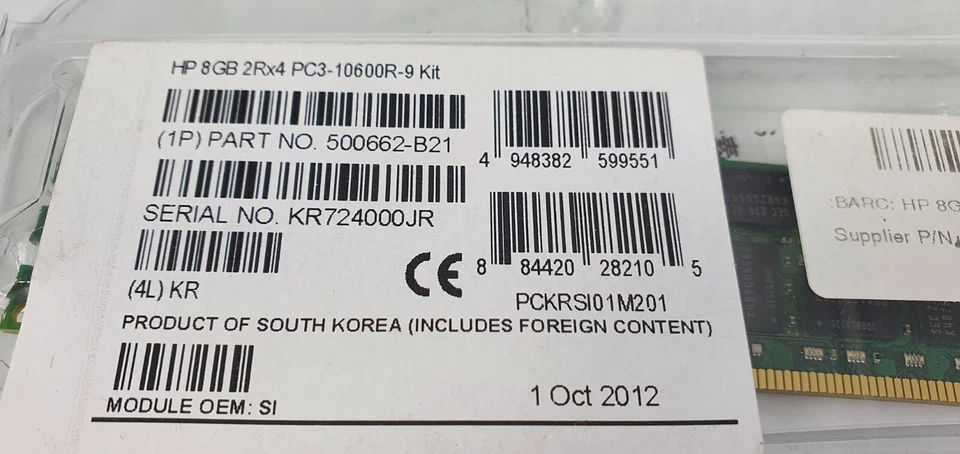 HP 8GB 2Rx4 PC3-10600R-9 Kit
(1P) PART NO. 500662-B21
4 948382 599551
SERIAL NO. KR724000JR
8 84420 28210 5
(4L) KR
CE
PCKRSI01M201
PRODUCT OF SOUTH KOREA (INCLUDES FOREIGN CONTENT)
MODULE OEM: SI
1 Oct 2012
:BARC: HP 8G
Supplier P/N
SEC 234